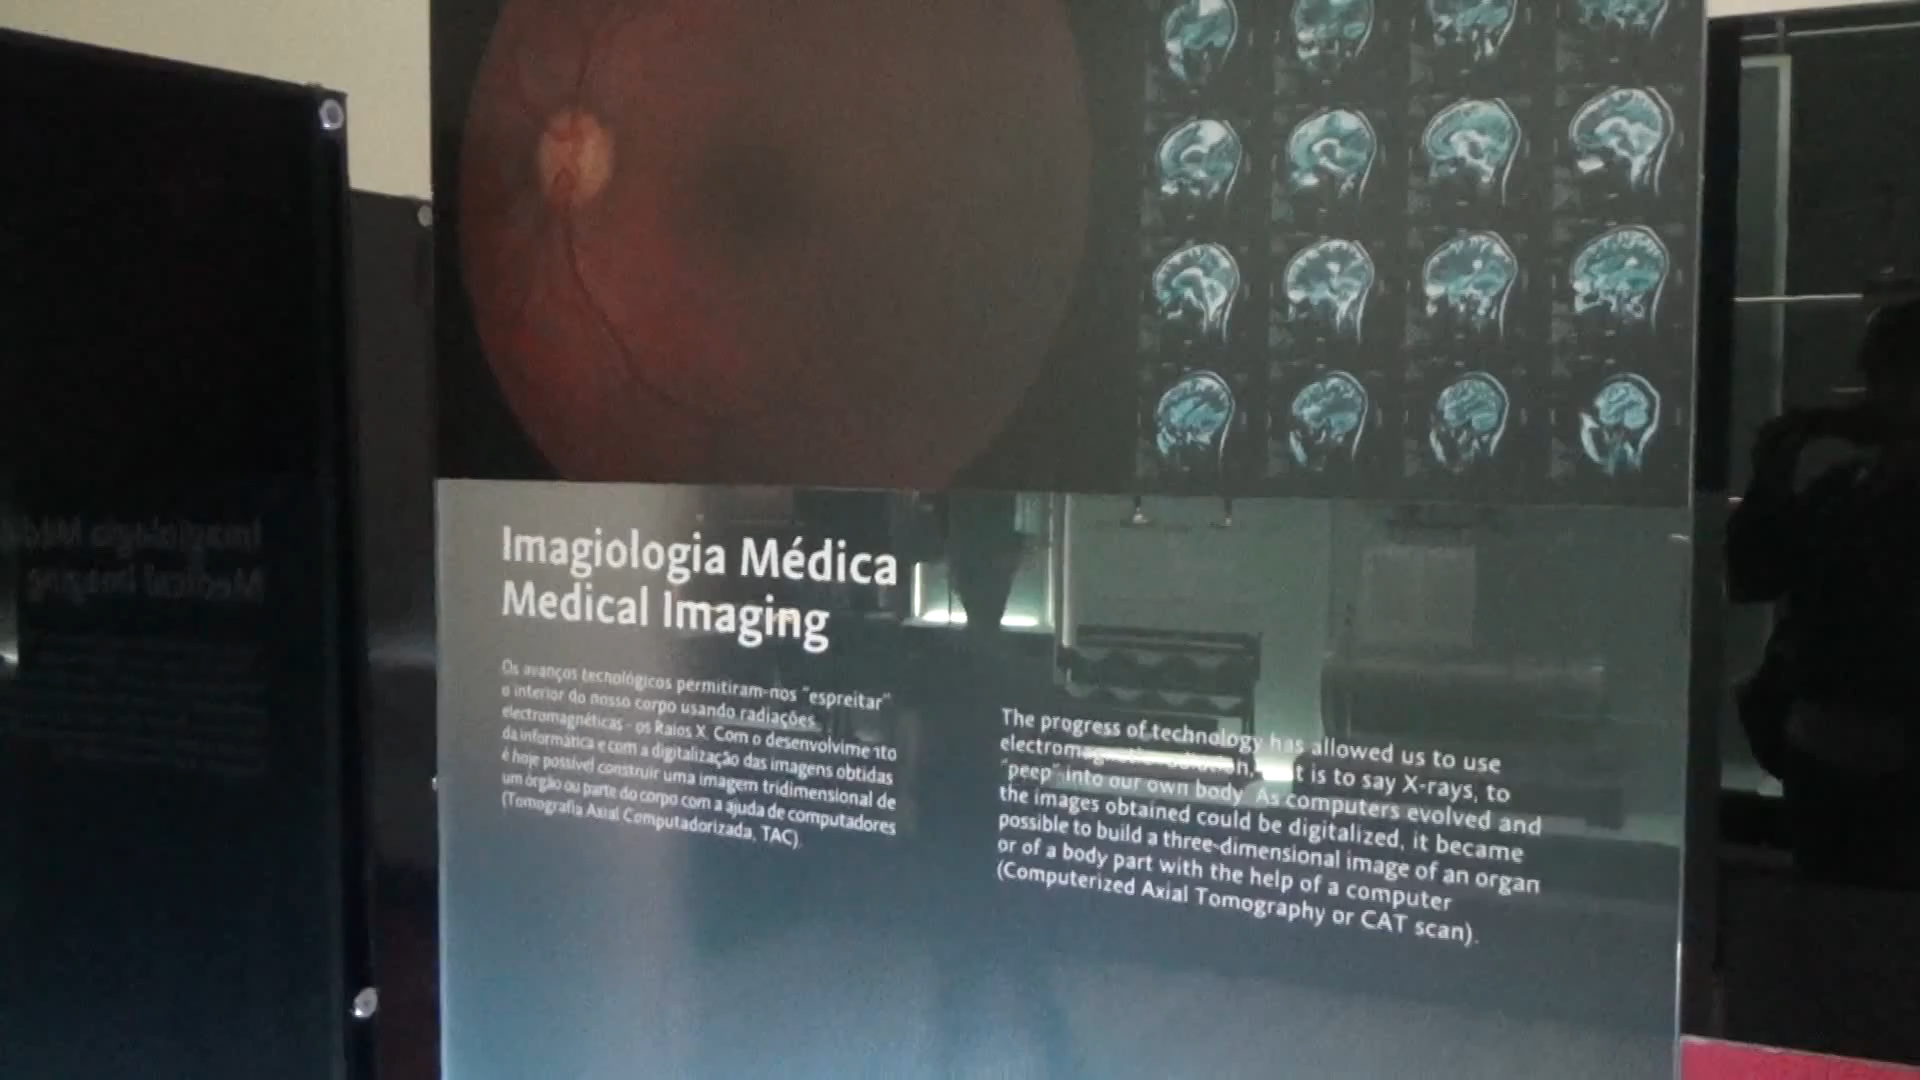 Imagiologia Médica
Medical Imaging
Os avanços tecnológicos permitiram-nos "espreitar"
o interior do nosso corpo usando radiações
electromagnéticas - os Raios X. Com o desenvolvimento
da informática e com a digitalização das imagens obtidas
é hoje possível construir uma imagem tridimensional de
um órgão ou parte do corpo com a ajuda de computadores
(Tomografia Axial Computadorizada, TAC).
The progress of technology has allowed us to use
is to say X-rays, to
"peep" into our own body. As computers evolved and
the images obtained could be digitalized, it became
possible to build a three-dimensional image of an organ
or of a body part with the help of a computer
(Computerized Axial Tomography or CAT scan).